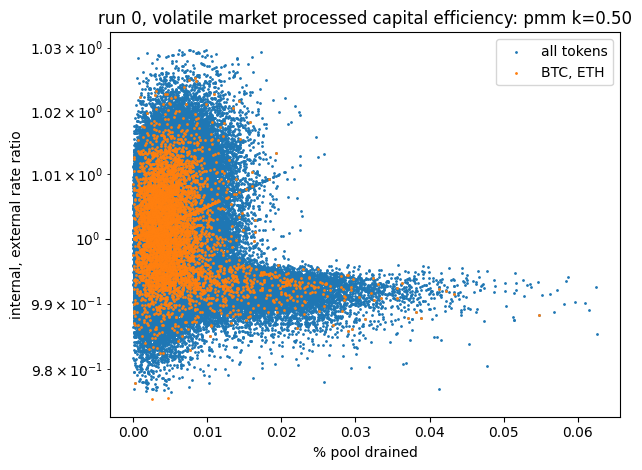 run 0, volatile market processed capital efficiency: pmm k=0.50
all tokens
BTC, ETH
1.03 × 10⁰
1.02 × 10⁰
1.01 × 10⁰
10⁰
9.9 × 10⁻¹
9.8 × 10⁻¹
internal, external rate ratio
0.00 0.01 0.02 0.03 0.04 0.05 0.06
% pool drained